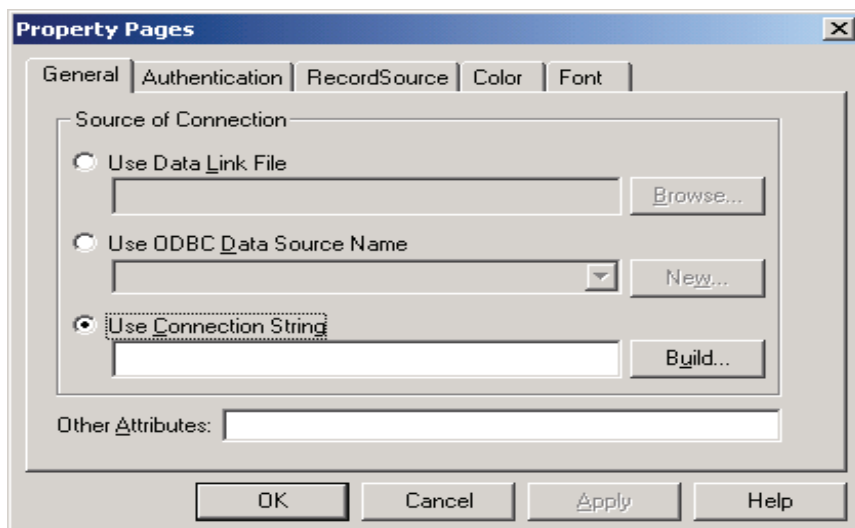 Property Pages
General Authentication RecordSource Color Font
Source of Connection
Use Data Link File
Browse...
Use ODBC Data Source Name
New...
Use Connection String
Build...
Other Attributes:
OK Cancel Apply Help